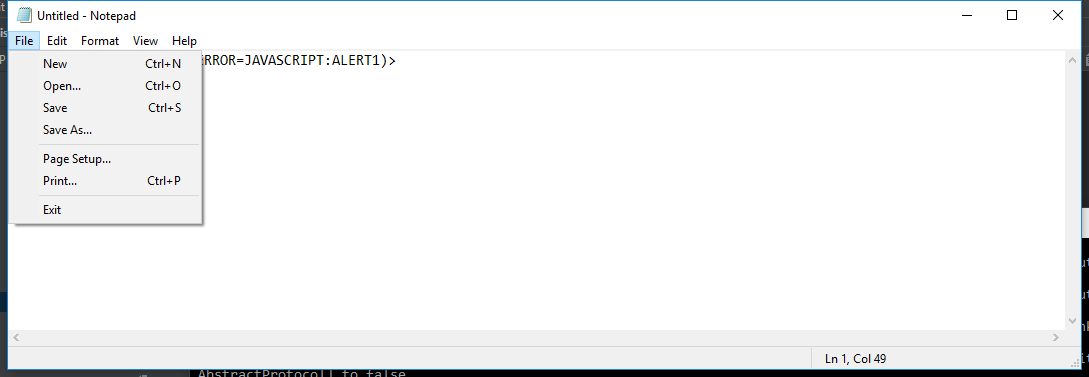 Untitled - Notepad
File Edit Format View Help
RROR=JAVASCRIPT:ALERT1)>
New Ctrl+N
Open... Ctrl+O
Save Ctrl+S
Save As...
Page Setup...
Print... Ctrl+P
Exit
Ln 1, Col 49
AbstractProtocol] to false